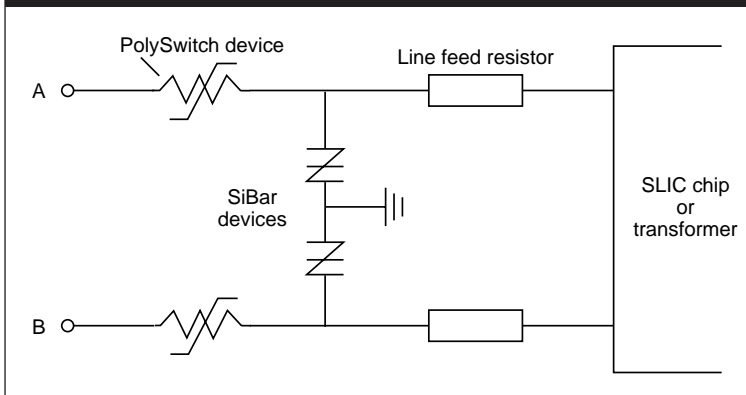 PolySwitch device
Line feed resistor
A
SiBar
devices
SLIC chip
or
transformer
B